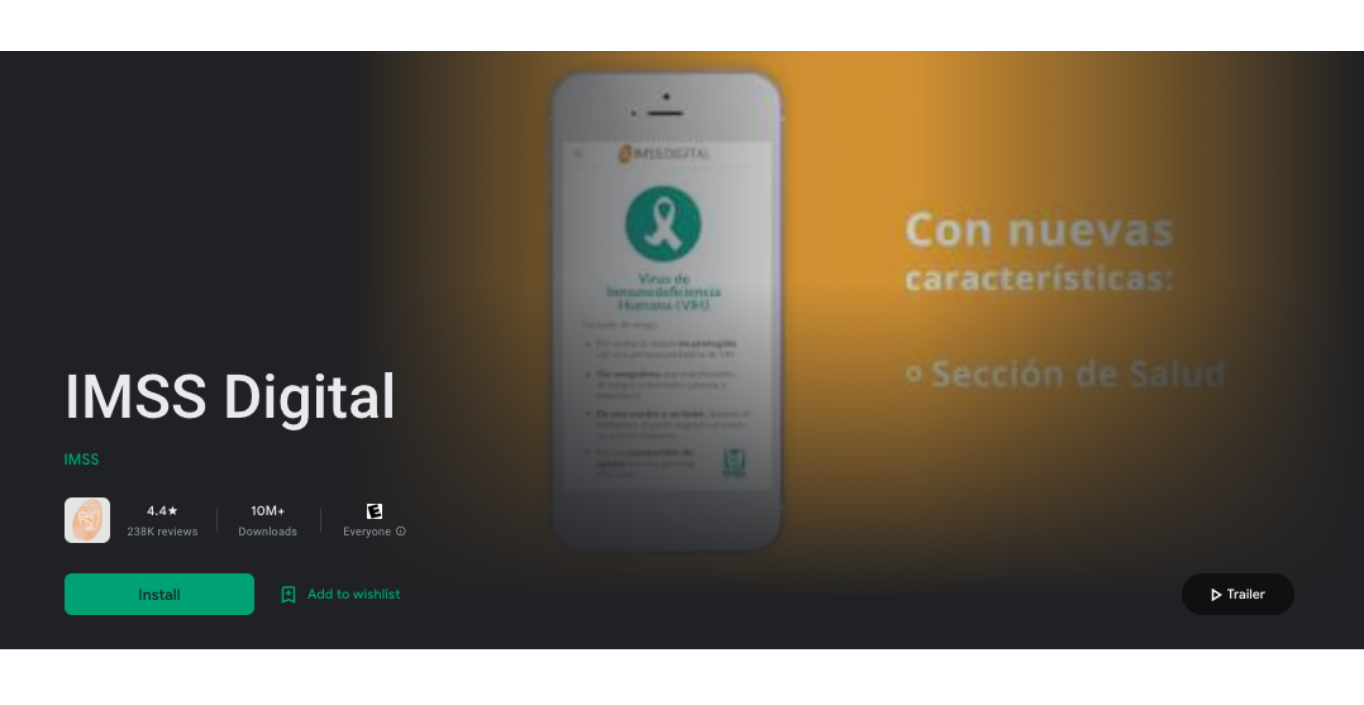 IMSS DIGITAL
Virus de
Inmunodeficiencia
Humana (VIH)
Con nuevas
características:
Sección de Salud
IMSS Digital
IMSS
4.4★
238K reviews
10M+
Downloads
E
Everyone
Install
Add to wishlist
Trailer